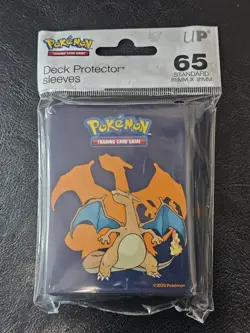 Pokémon
TRADING CARD GAME
UP
Deck Protector®
sleeves
65
STANDARD
66MM X 91MM
Pokémon
TRADING CARD GAME
©2020 Pokémon